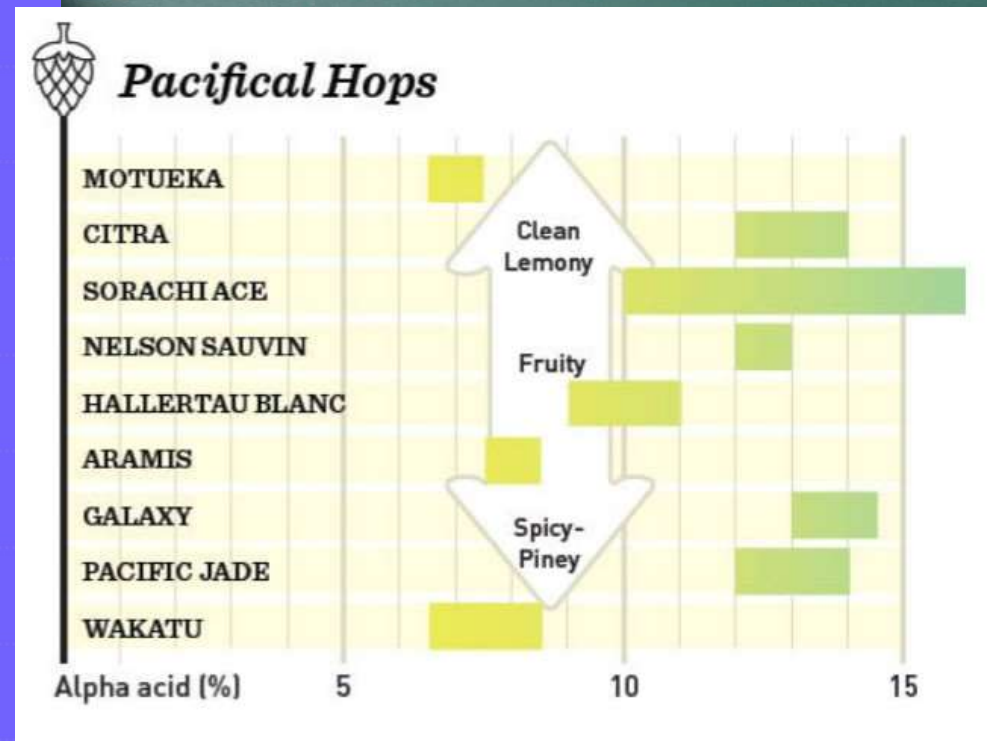 Pacifical Hops
MOTUEKA
CITRA
SORACHI ACE
NELSON SAUVIN
HALLERTAU BLANC
ARAMIS
GALAXY
PACIFIC JADE
WAKATU
Clean
Lemony
Fruity
Spicy-
Piney
Alpha acid (%) 5 10 15